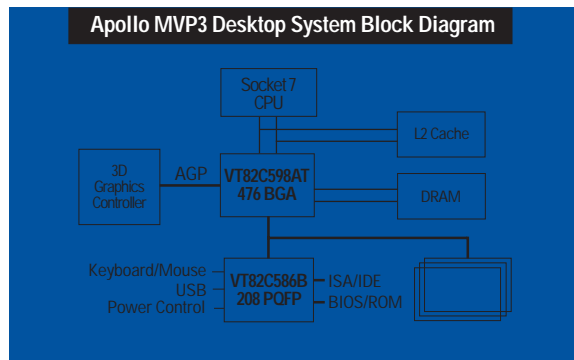 Apollo MVP3 Desktop System Block Diagram
Socket 7
CPU
L2 Cache
3D
Graphics
Controller
AGP
VT82C598AT
476 BGA
DRAM
Keyboard/Mouse
USB
Power Control
VT82C586B
208 PQFP
ISA/IDE
BIOS/ROM